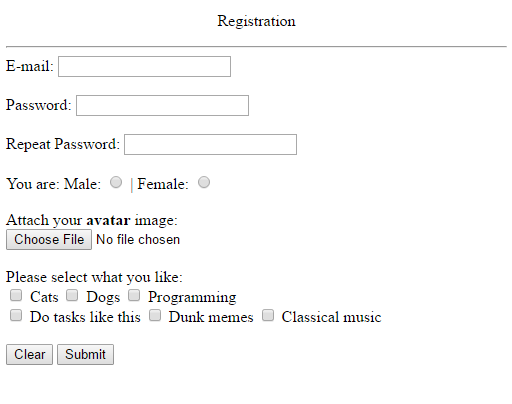 Registration
E-mail:
Password:
Repeat Password:
You are: Male: | Female:
Attach your avatar image:
Choose File No file chosen
Please select what you like:
Cats Dogs Programming
Do tasks like this Dunk memes Classical music
Clear Submit